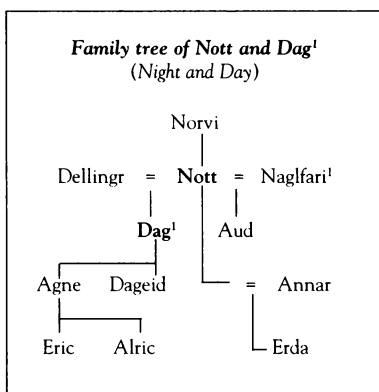 Family tree of Nott and Dag¹
(Night and Day)
Norvi
Dellingr = Nott = Naglfari¹
Dag¹ Aud
Agne Dageid = Annar
Eric Alric Erda